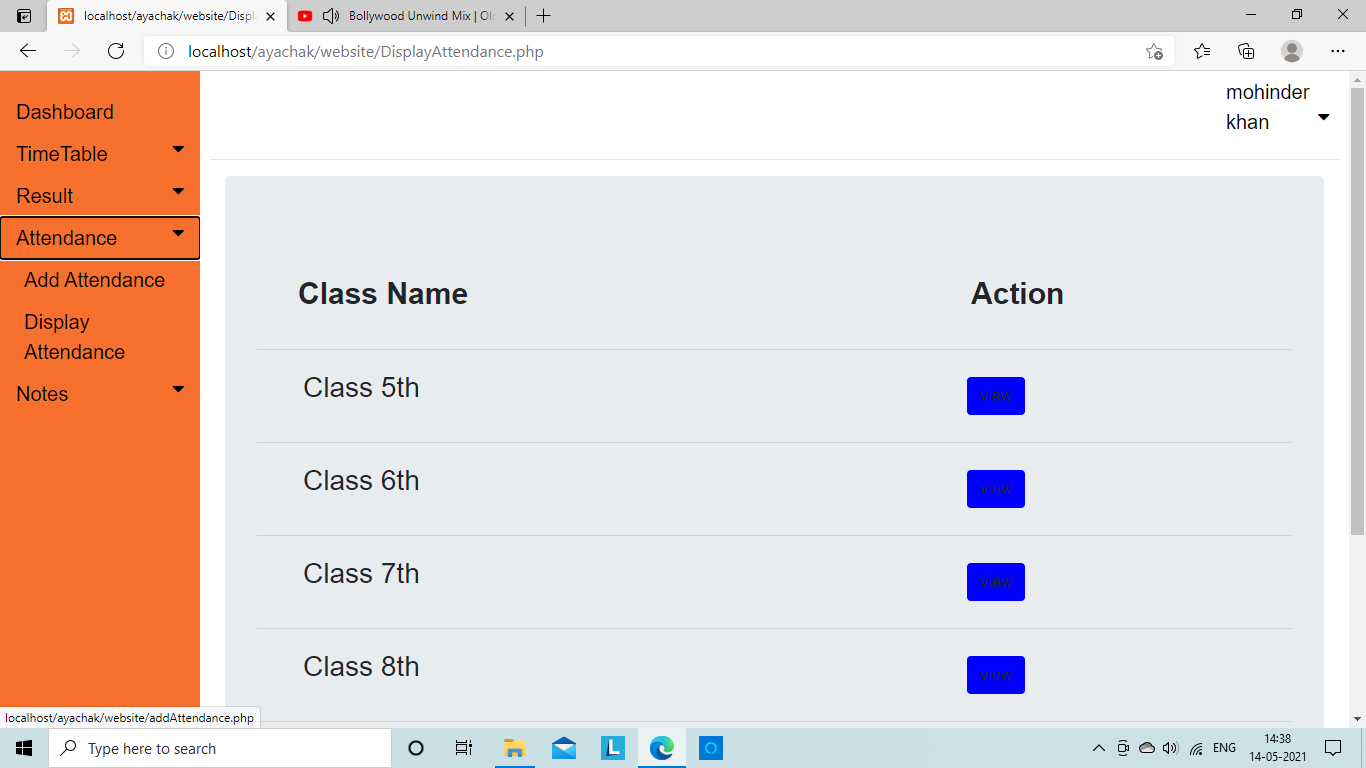 localhost/ayachak/website/Displ
Bollywood Unwind Mix | Ol
localhost/ayachak/website/DisplayAttendance.php
mohinder
khan
Dashboard
TimeTable
Result
Attendance
Add Attendance
Display
Attendance
Notes
Class Name Action
Class 5th view
Class 6th view
Class 7th view
Class 8th view
localhost/ayachak/website/addAttendance.php
Type here to search
L
ENG
14:38
14-05-2021